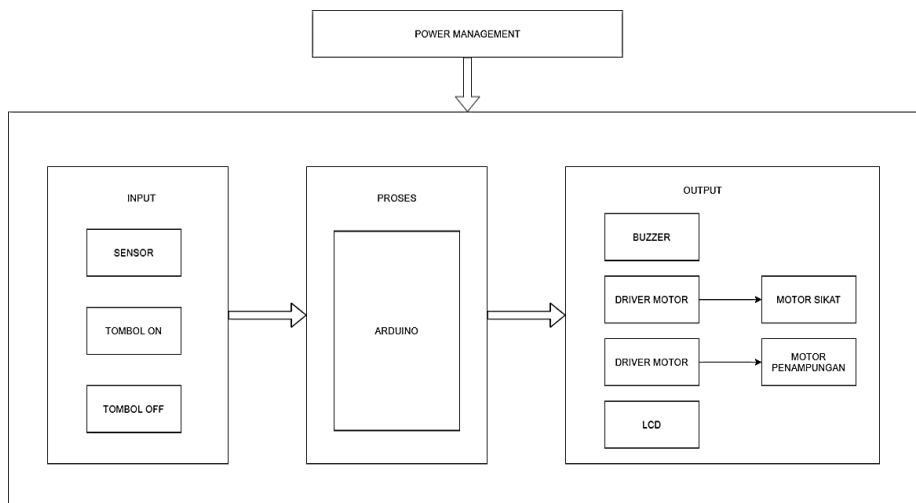 POWER MANAGEMENT
INPUT
SENSOR
TOMBOL ON
TOMBOL OFF
PROSES
ARDUINO
OUTPUT
BUZZER
DRIVER MOTOR
MOTOR SIKAT
DRIVER MOTOR
MOTOR
PENAMPUNGAN
LCD